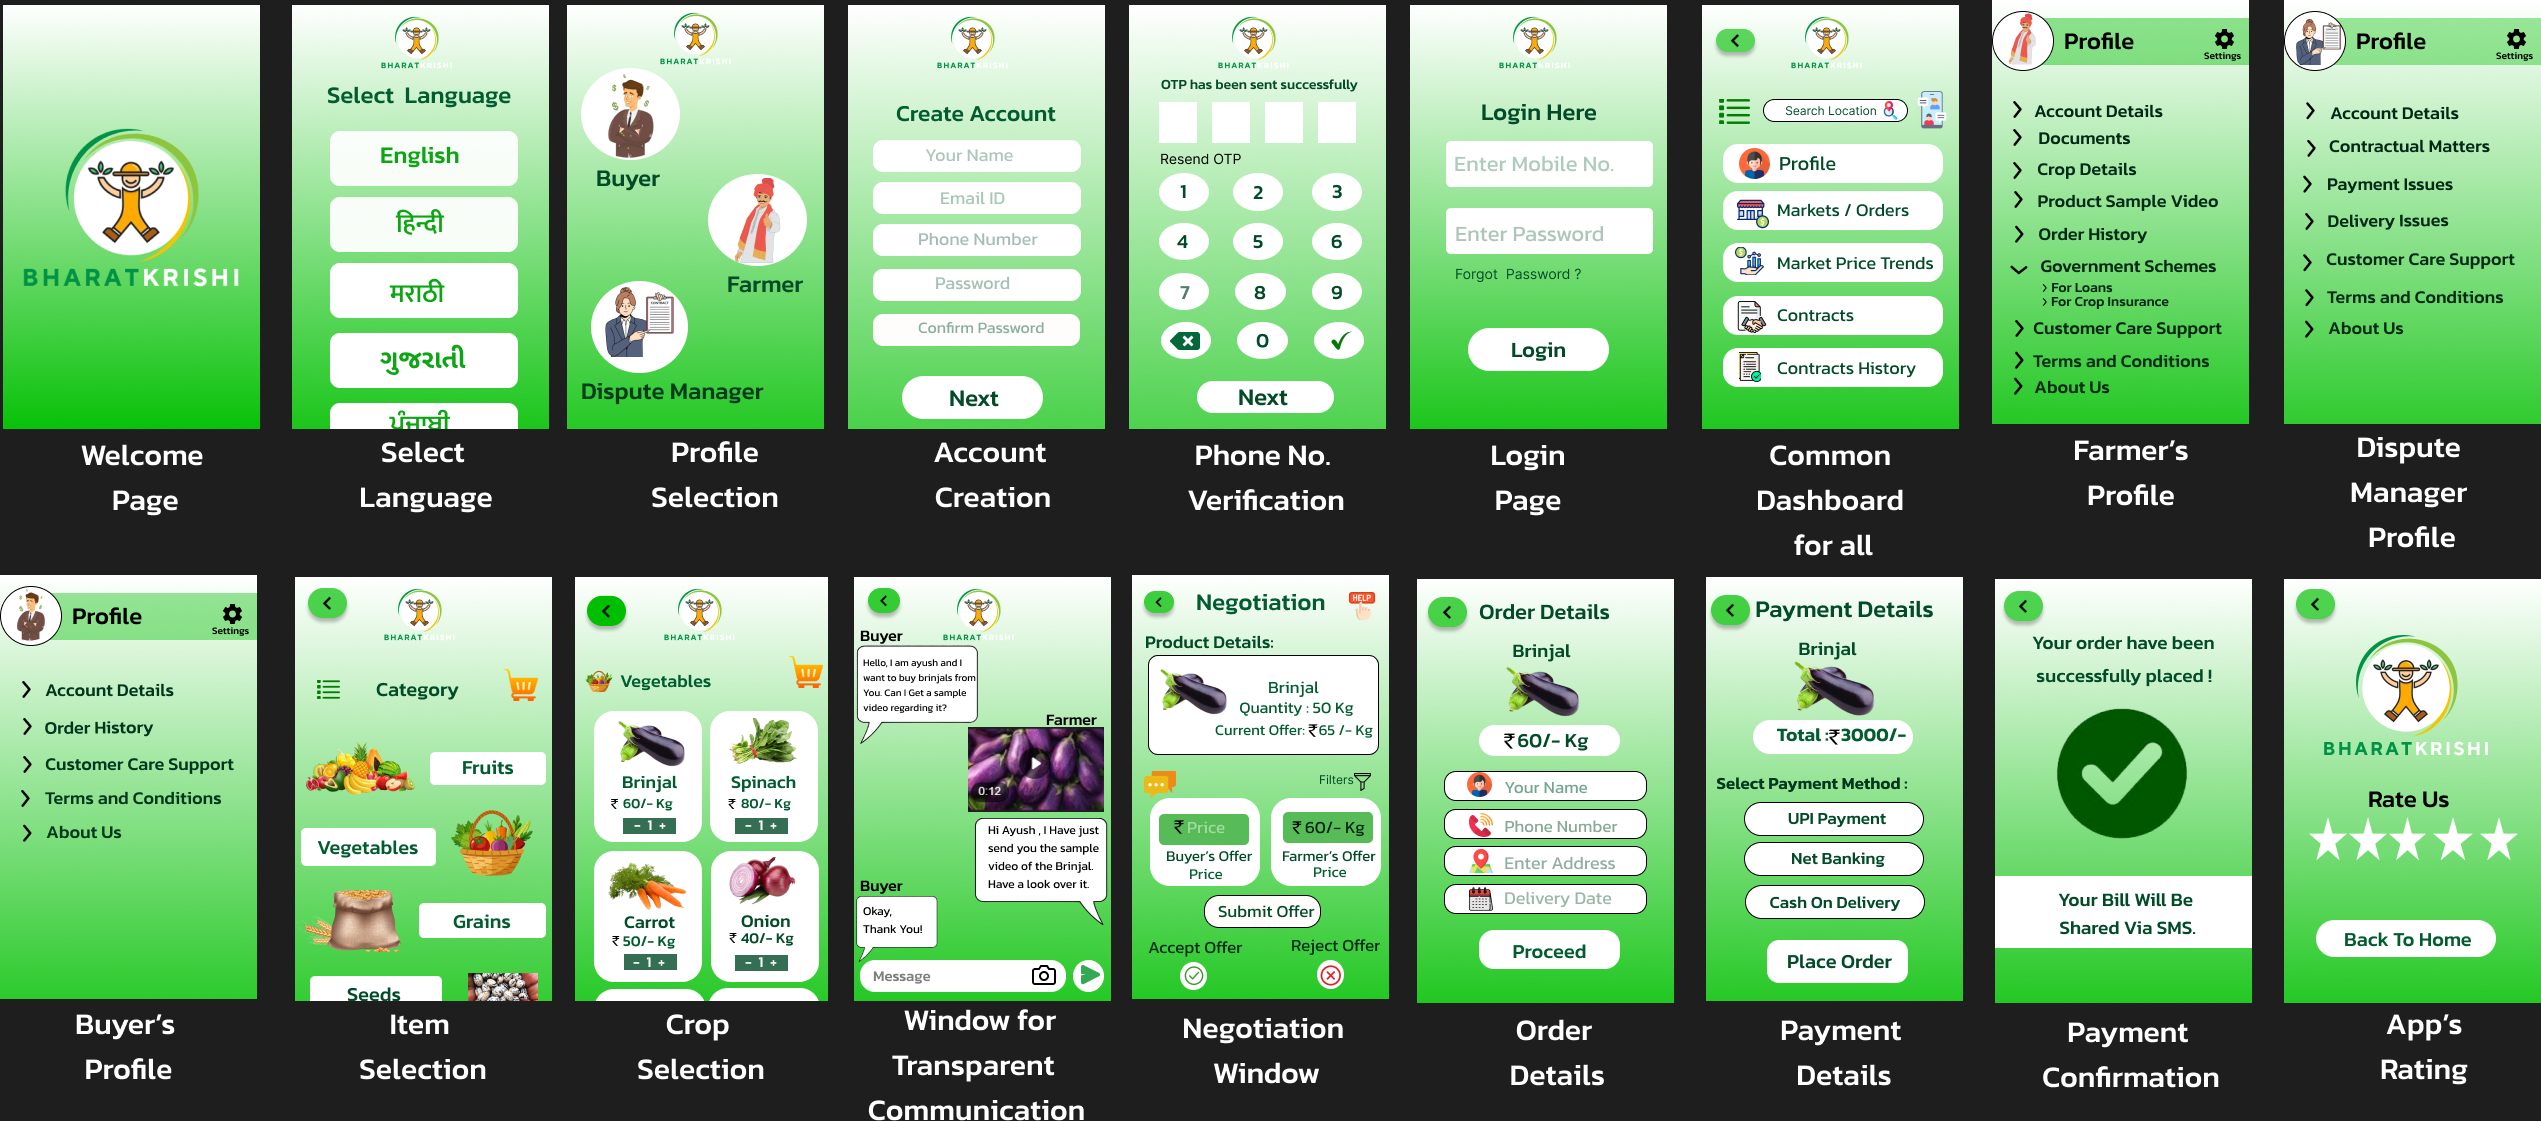 BHARATKRISHI
Welcome
Page
BHARATKRISHI
Select Language
English
हिन्दी
मराठी
ગુજરાતી
ਪੰਜਾਬੀ
Select
Language
BHARATKRISHI
Buyer
Farmer
CONTRACT
Dispute Manager
Profile
Selection
BHARATKRISHI
Create Account
Your Name
Email ID
Phone Number
Password
Confirm Password
Next
Account
Creation
BHARATKRISHI
OTP has been sent successfully
Resend OTP
1 2 3
4 5 6
7 8 9
0
Next
Phone No.
Verification
BHARATKRISHI
Login Here
Enter Mobile No.
Enter Password
Forgot Password ?
Login
Login
Page
BHARATKRISHI
Search Location
Profile
Markets / Orders
Market Price Trends
Contracts
Contracts History
Common
Dashboard
for all
Profile
Settings
Account Details
Documents
Crop Details
Product Sample Video
Order History
Government Schemes
> For Loans
> For Crop Insurance
Customer Care Support
Terms and Conditions
About Us
Farmer's
Profile
Profile
Settings
Account Details
Contractual Matters
Payment Issues
Delivery Issues
Customer Care Support
Terms and Conditions
About Us
Dispute
Manager
Profile
Profile
Settings
Account Details
Order History
Customer Care Support
Terms and Conditions
About Us
Buyer's
Profile
BHARATKRISHI
Category
Fruits
Vegetables
Grains
Seeds
Item
Selection
BHARATKRISHI
Vegetables
Brinjal
₹ 60/- Kg
- 1 +
Spinach
₹ 80/- Kg
- 1 +
Carrot
₹ 50/- Kg
- 1 +
Onion
₹ 40/- Kg
- 1 +
Crop
Selection
BHARATKRISHI
Buyer
Hello, I am ayush and I
want to buy brinjals from
You. Can I Get a sample
video regarding it?
Farmer
0:12
Hi Ayush , I Have just
send you the sample
video of the Brinjal.
Have a look over it.
Buyer
Okay,
Thank You!
Message
Window for
Transparent
Communication
Negotiation
HELP
Product Details:
Brinjal
Quantity : 50 Kg
Current Offer: ₹65 /- Kg
Filters
₹ Price
Buyer's Offer
Price
₹ 60/- Kg
Farmer's Offer
Price
Submit Offer
Accept Offer
Reject Offer
Negotiation
Window
Order Details
Brinjal
₹60/- Kg
Your Name
Phone Number
Enter Address
Delivery Date
Proceed
Order
Details
Payment Details
Brinjal
Total :₹3000/-
Select Payment Method :
UPI Payment
Net Banking
Cash On Delivery
Place Order
Payment
Details
Your order have been
successfully placed !
Your Bill Will Be
Shared Via SMS.
Payment
Confirmation
BHARATKRISHI
Rate Us
Back To Home
App's
Rating